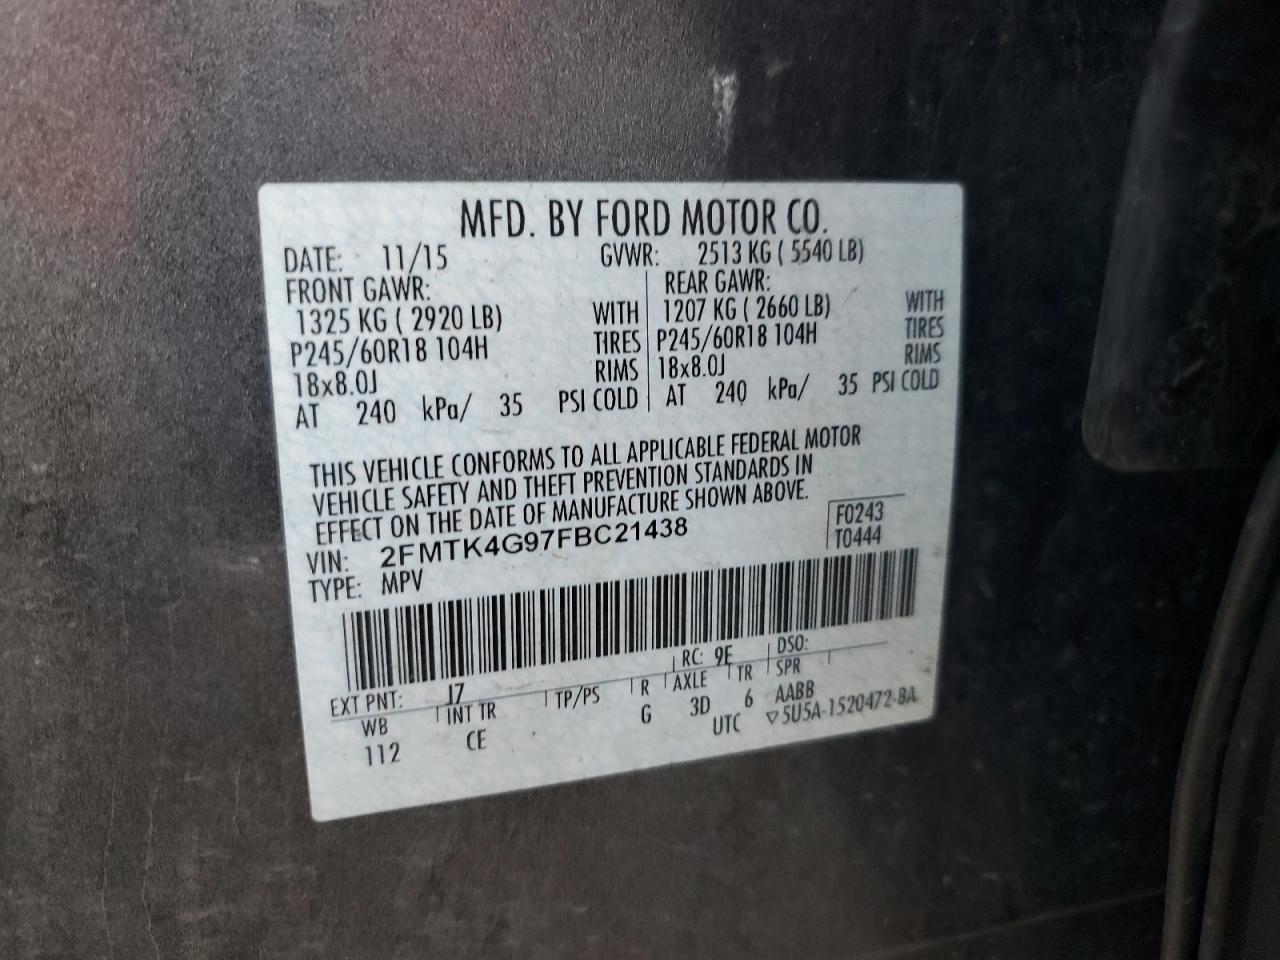 MFD. BY FORD MOTOR CO.
DATE: 11/15 GVWR: 2513 KG ( 5540 LB)
FRONT GAWR: REAR GAWR:
1325 KG ( 2920 LB) WITH 1207 KG ( 2660 LB) WITH
P245/60R18 104H TIRES P245/60R18 104H TIRES
18x8.0J RIMS 18x8.0J RIMS
AT 240 kPa/ 35 PSI COLD AT 240 kPa/ 35 PSI COLD
THIS VEHICLE CONFORMS TO ALL APPLICABLE FEDERAL MOTOR
VEHICLE SAFETY AND THEFT PREVENTION STANDARDS IN
EFFECT ON THE DATE OF MANUFACTURE SHOWN ABOVE.
VIN: 2FMTK4G97FBC21438 F0243
TYPE: MPV T0444
EXT PNT: J7 RC: 9E DSO:
WB INT TR TP/PS R AXLE TR SPR
112 CE G 3D 6 AABB
UTC ▽5U5A-1520472-BA